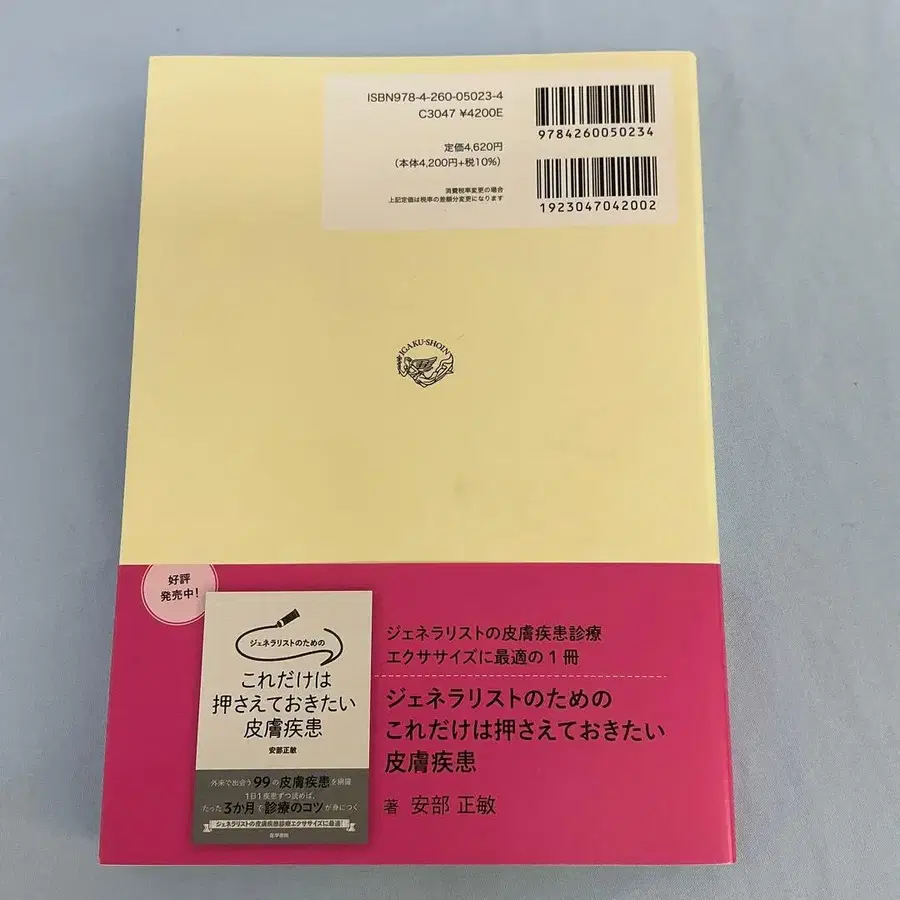 ISBN978-4-260-05023-4
C3047 ¥4200E
9784260050234
定価4,620円
(本体4,200円+税10%)
消費税率変更の場合
上記定価は税率の差額分変更になります
1923047042002
IGAKU-SHOIN
好評
発売中!
ジェネラリストのための
これだけは
押さえておきたい
皮膚疾患
安部正敏
外来で出会う99の皮膚疾患を網羅
1日1疾患ずつ読めば、
たった3か月で診療のコツが身につく
ジェネラリストの皮膚疾患診療エクササイズに最適!
医学書院
ジェネラリストの皮膚疾患診療
エクササイズに最適の1冊
ジェネラリストのための
これだけは押さえておきたい
皮膚疾患
著 安部 正敏